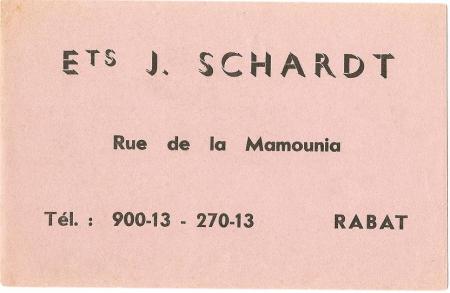 ETS J. SCHARDT
Rue de la Mamounia
Tél. : 900-13 - 270-13 RABAT